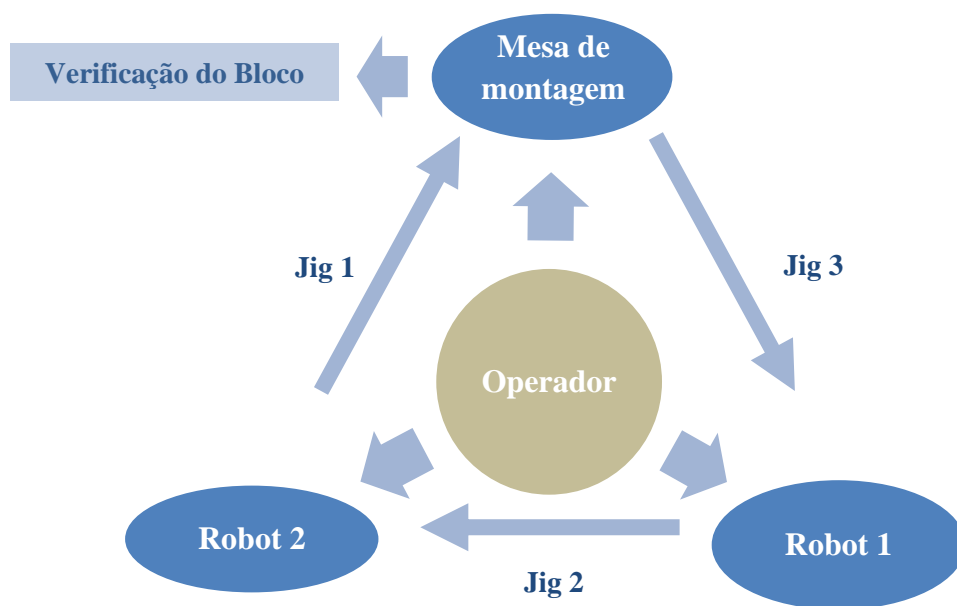 Mesa de
montagem
Verificação do Bloco
Jig 1
Jig 3
Operador
Robot 2
Robot 1
Jig 2